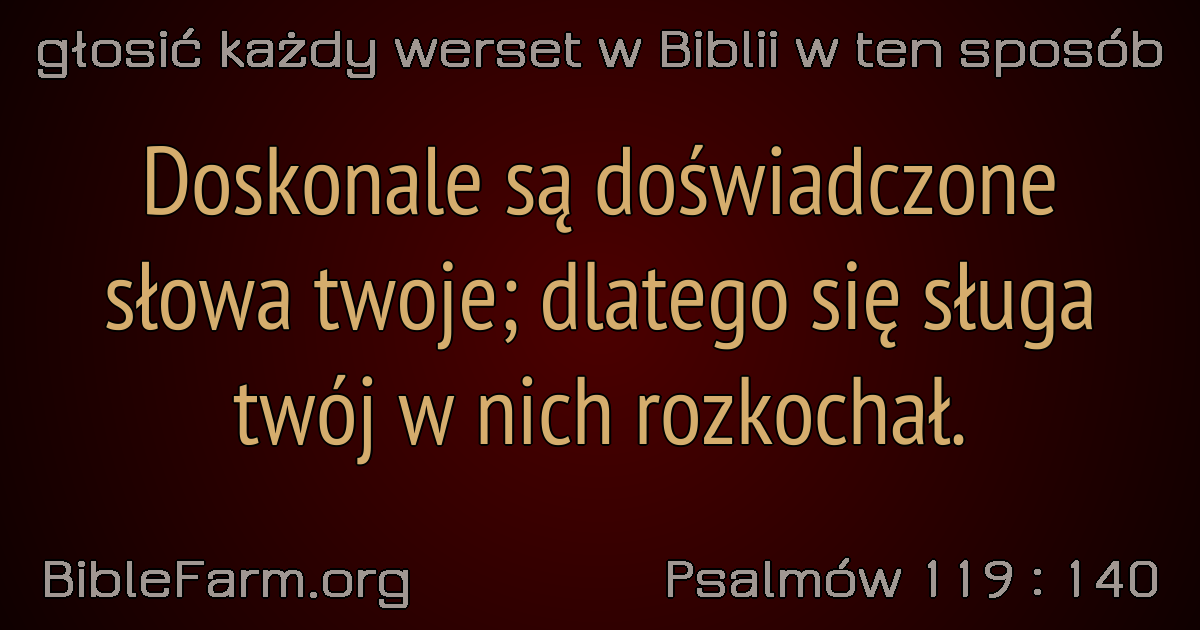 głosić każdy werset w Biblii w ten sposób
Doskonale są doświadczone
słowa twoje; dlatego się sługa
twój w nich rozkochał.
BibleFarm.org
Psalmów 119 : 140